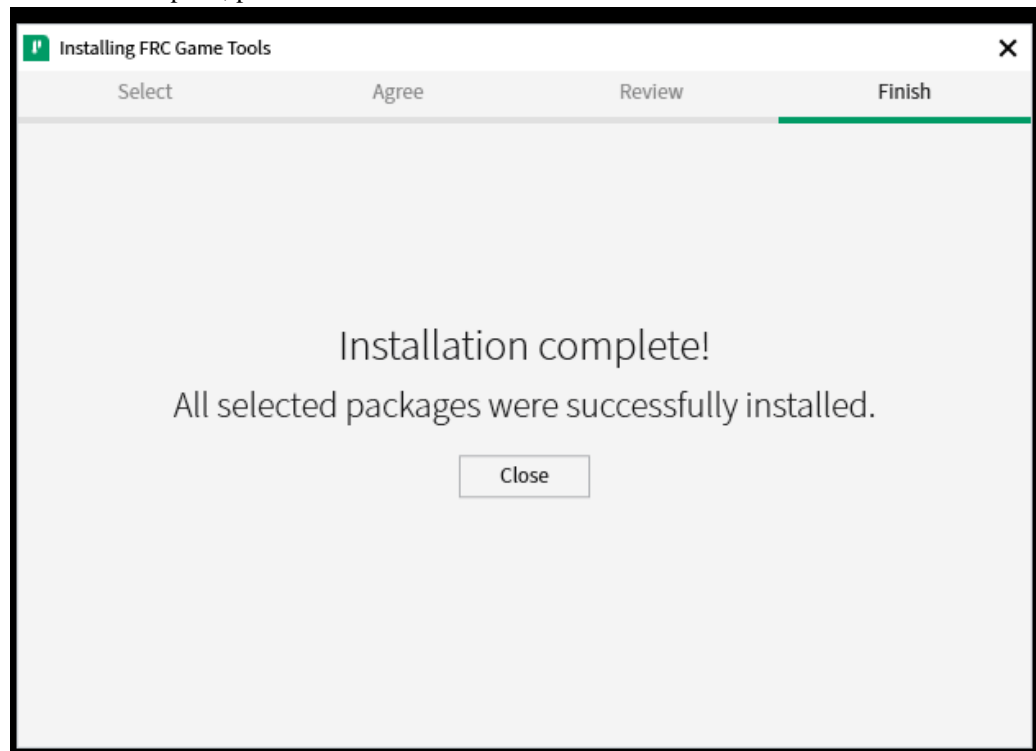 Installing FRC Game Tools
Select Agree Review Finish
Installation complete!
All selected packages were successfully installed.
Close